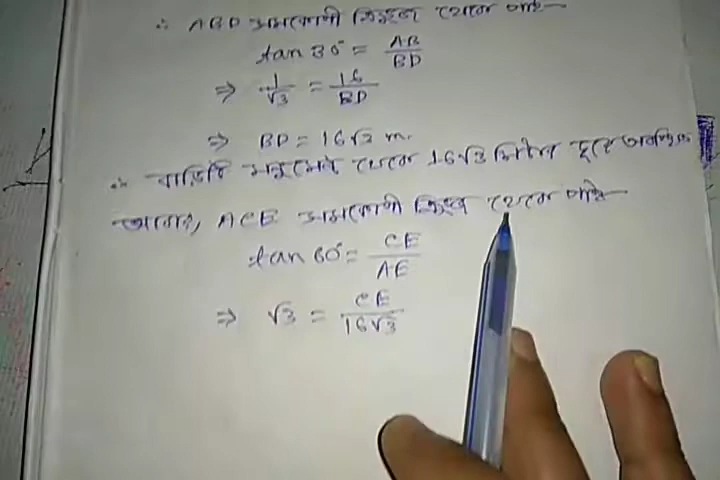 ∴ ABD সমকোণী ত্রিভুজ থেকে পাই—
tan 30° = AB/BD
⇒ 1/√3 = 16/BD
⇒ BD = 16√3 m.
∴ বাড়িটি মনুমেন্ট থেকে 16√3 মিটার দূরে অবস্থিত
আবার, ACE সমকোণী ত্রিভুজ থেকে পাই—
tan 60° = CE/AE
⇒ √3 = CE/16√3